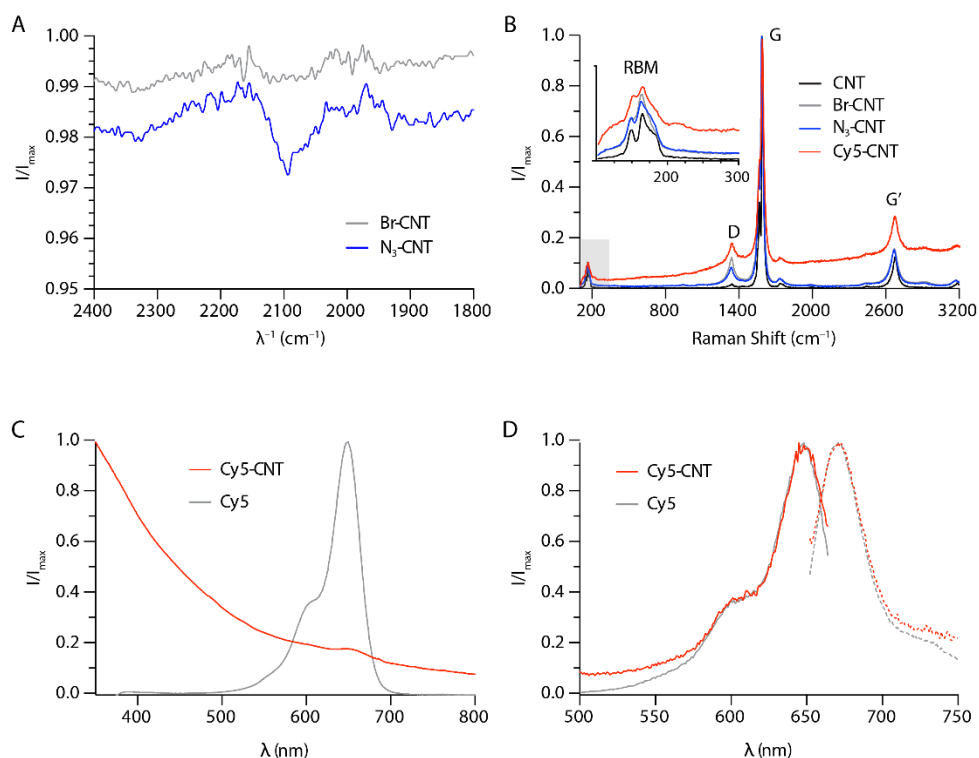 A
1.00
0.99
0.98
0.97
0.96
0.95
I/Imax
Br-CNT
N₃-CNT
2400 2300 2200 2100 2000 1900 1800
λ⁻¹ (cm⁻¹)
B
1.0
0.8
0.6
0.4
0.2
0.0
I/Imax
G
RBM
200 300
CNT
Br-CNT
N₃-CNT
Cy5-CNT
D
G′
200 800 1400 2000 2600 3200
Raman Shift (cm⁻¹)
C
1.0
0.8
0.6
0.4
0.2
0.0
I/Imax
Cy5-CNT
Cy5
400 500 600 700 800
λ (nm)
D
1.0
0.8
0.6
0.4
0.2
0.0
I/Imax
Cy5-CNT
Cy5
500 550 600 650 700 750
λ (nm)